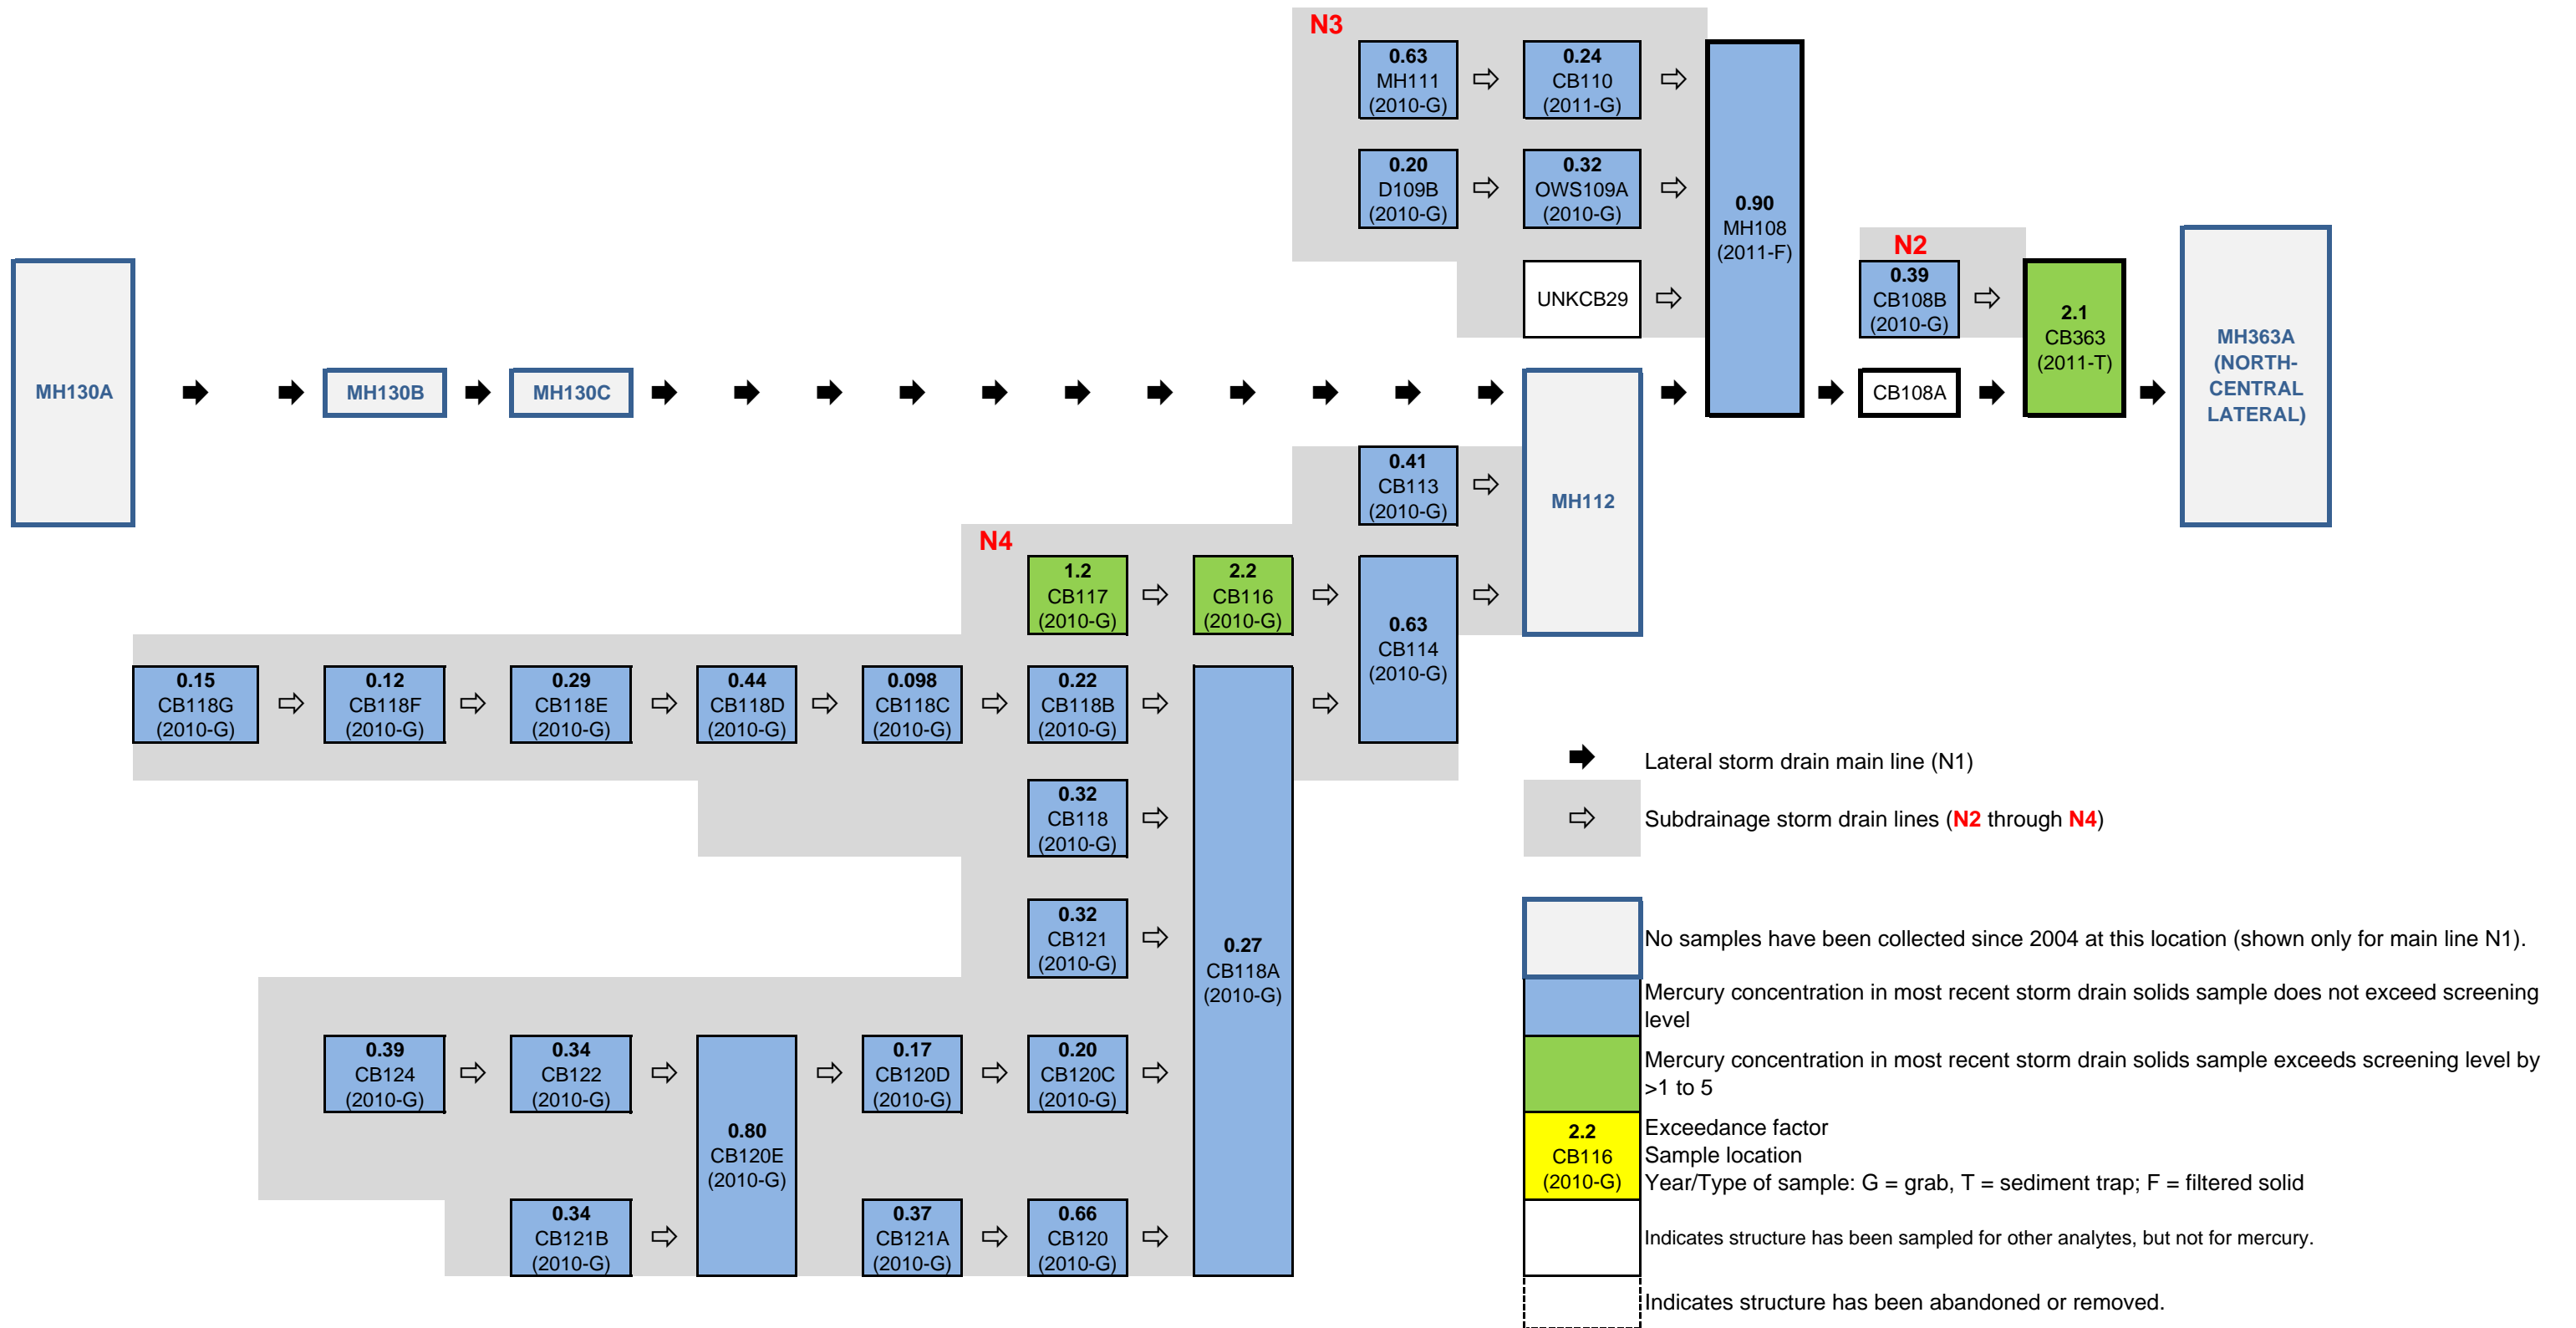 N3
0.63
MH111
(2010-G)
0.24
CB110
(2011-G)
0.20
D109B
(2010-G)
0.32
OWS109A
(2010-G)
UNKCB29
0.90
MH108
(2011-F)
N2
0.39
CB108B
(2010-G)
2.1
CB363
(2011-T)
MH363A
(NORTH-
CENTRAL
LATERAL)
MH130A
MH130B
MH130C
CB108A
0.41
CB113
(2010-G)
MH112
N4
1.2
CB117
(2010-G)
2.2
CB116
(2010-G)
0.63
CB114
(2010-G)
0.15
CB118G
(2010-G)
0.12
CB118F
(2010-G)
0.29
CB118E
(2010-G)
0.44
CB118D
(2010-G)
0.098
CB118C
(2010-G)
0.22
CB118B
(2010-G)
0.32
CB118
(2010-G)
0.32
CB121
(2010-G)
0.27
CB118A
(2010-G)
0.39
CB124
(2010-G)
0.34
CB122
(2010-G)
0.80
CB120E
(2010-G)
0.17
CB120D
(2010-G)
0.20
CB120C
(2010-G)
0.34
CB121B
(2010-G)
0.37
CB121A
(2010-G)
0.66
CB120
(2010-G)
Lateral storm drain main line (N1)
Subdrainage storm drain lines (N2 through N4)
No samples have been collected since 2004 at this location (shown only for main line N1).
Mercury concentration in most recent storm drain solids sample does not exceed screening
level
Mercury concentration in most recent storm drain solids sample exceeds screening level by
>1 to 5
2.2
CB116
(2010-G)
Exceedance factor
Sample location
Year/Type of sample: G = grab, T = sediment trap; F = filtered solid
Indicates structure has been sampled for other analytes, but not for mercury.
Indicates structure has been abandoned or removed.